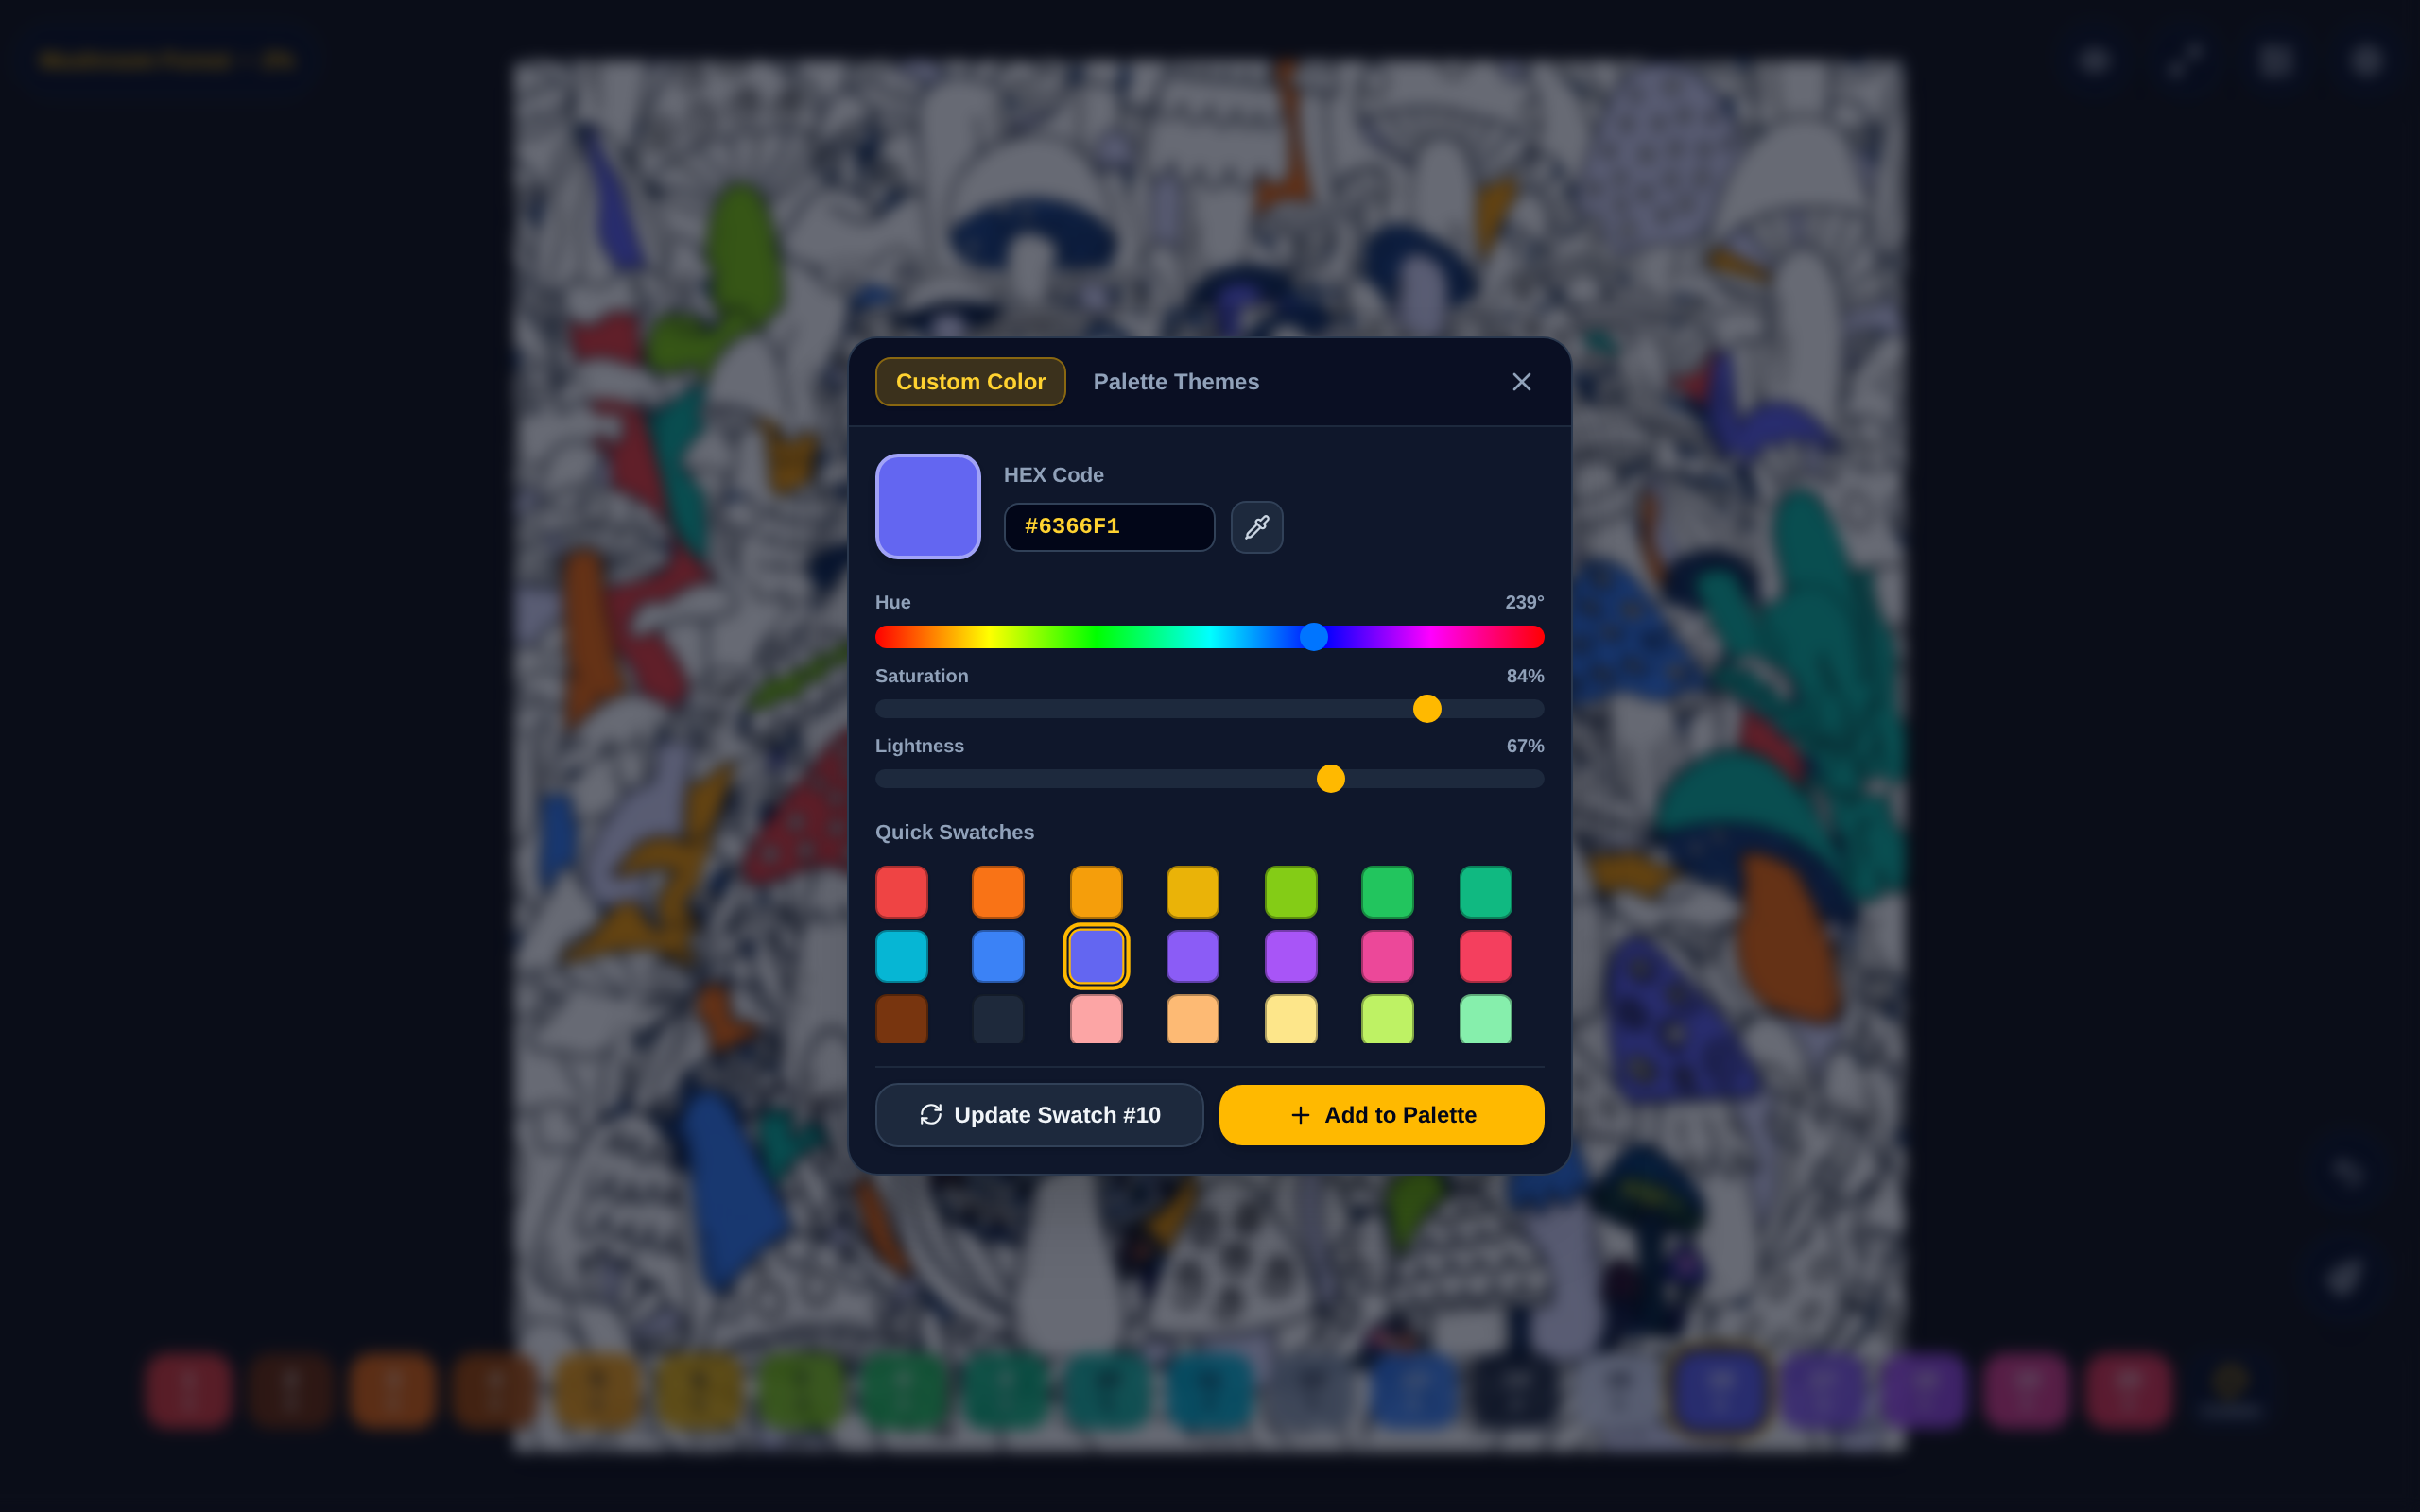 Custom Color
Palette Themes
HEX Code
#6366F1
Hue
239°
Saturation
84%
Lightness
67%
Quick Swatches
Update Swatch #10
Add to Palette